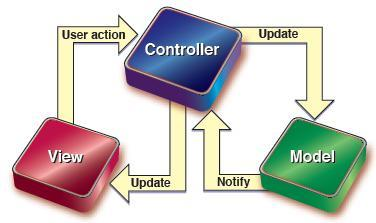 Controller
User action
Update
View
Model
Update
Notify